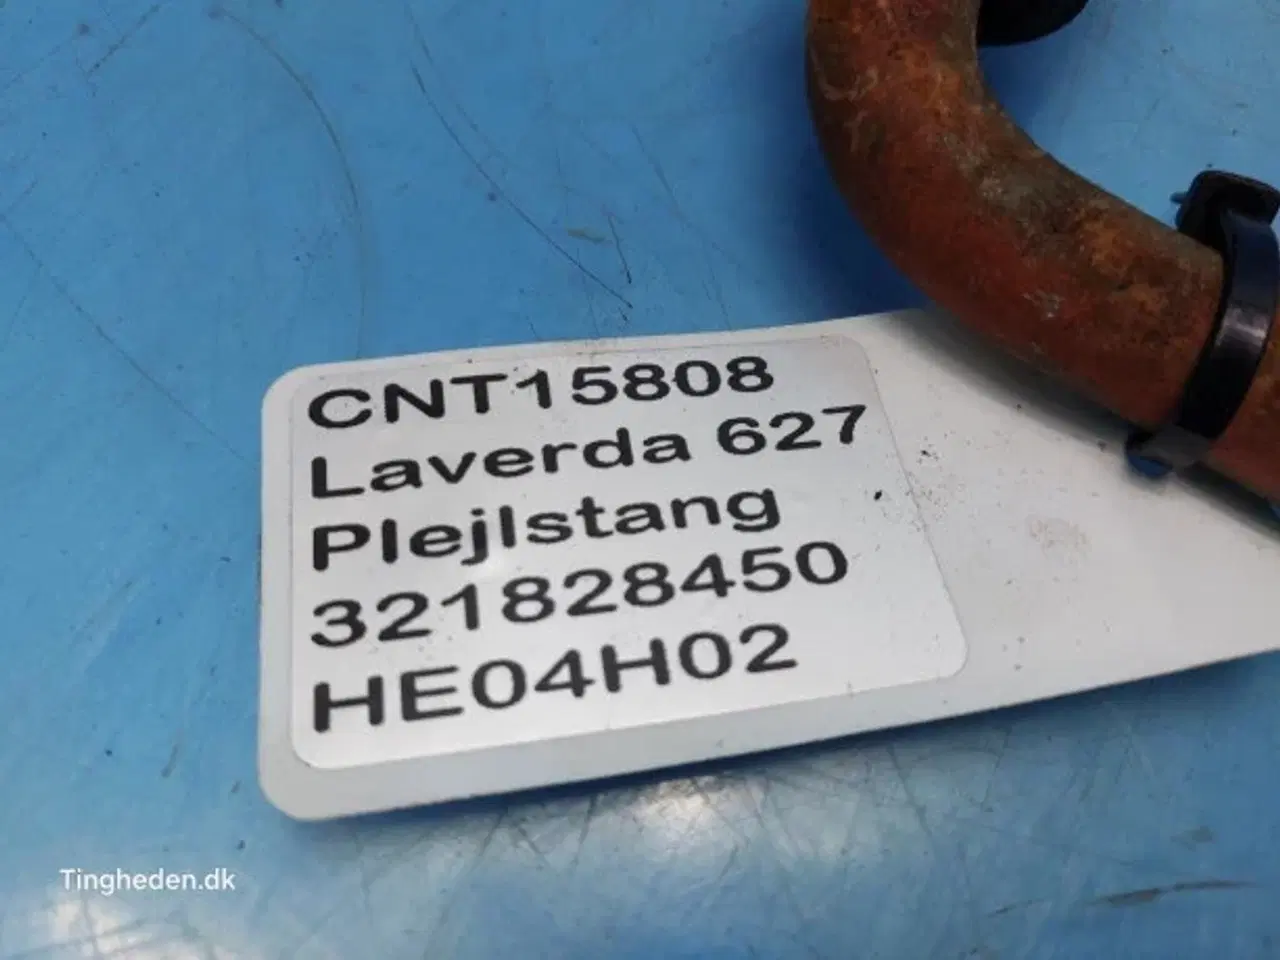 CNT15808
Laverda 627
Plejlstang
321828450
HE04H02
Tingheden.dk